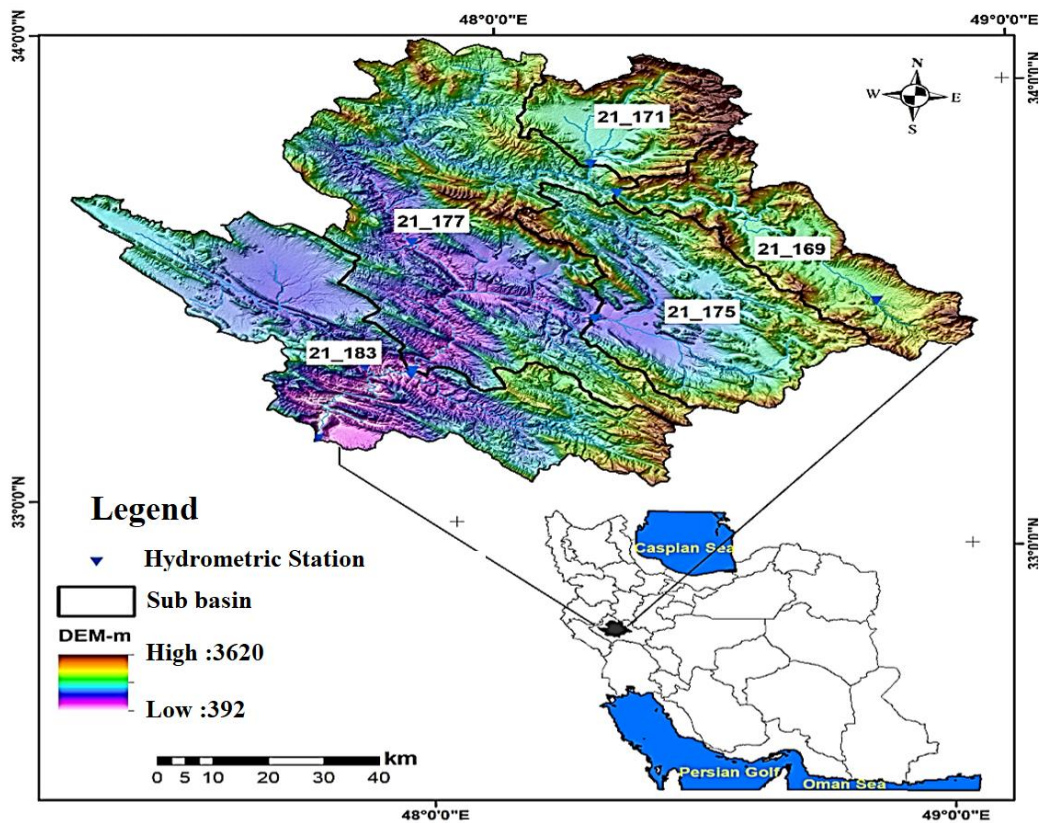 48°0'0"E
49°0'0"E
34°0'0"N
34°0'0"N
N
W
E
S
21_171
21_177
21_169
21_175
21_183
33°0'0"N
33°0'0"N
Legend
Hydrometric Station
Sub basin
DEM-m
High :3620
Low :392
km
0 5 10 20 30 40
Caspian Sea
Persian Golf
Oman Sea
48°0'0"E
49°0'0"E